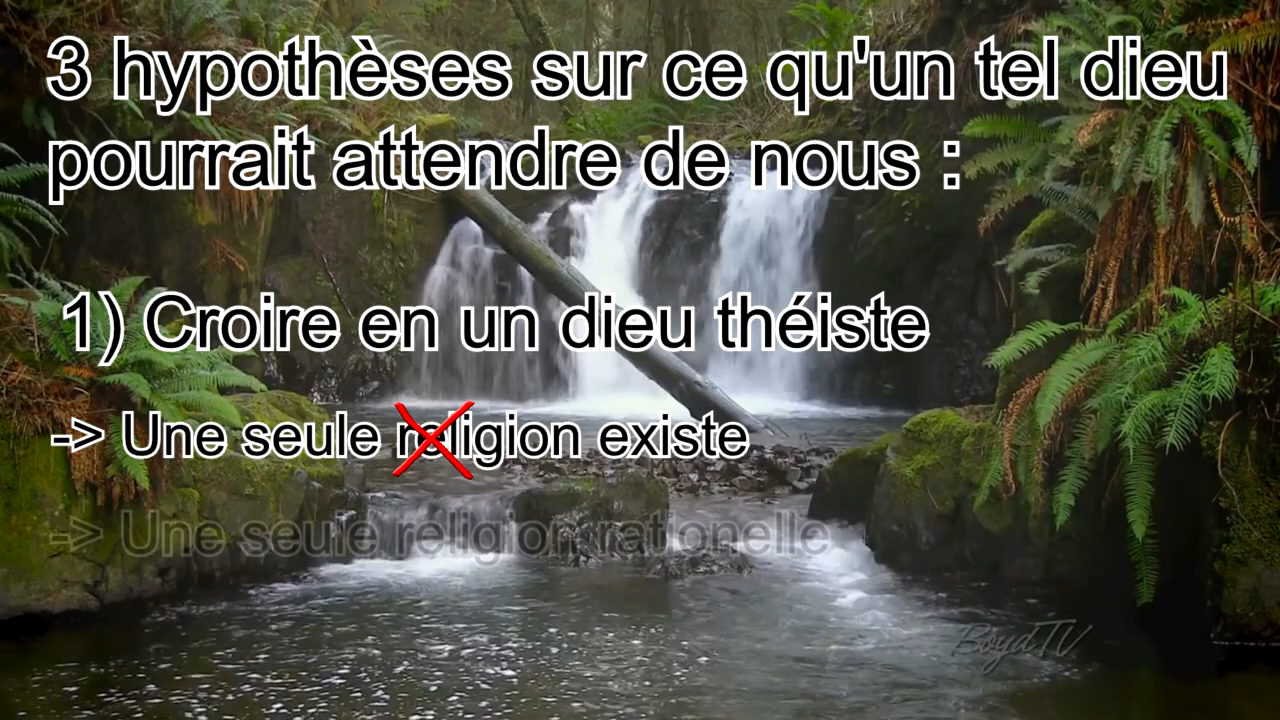 3 hypothèses sur ce qu'un tel dieu
pourrait attendre de nous :
1) Croire en un dieu théiste
-> Une seule religion existe
-> Une seule religion rationelle
BoydTV